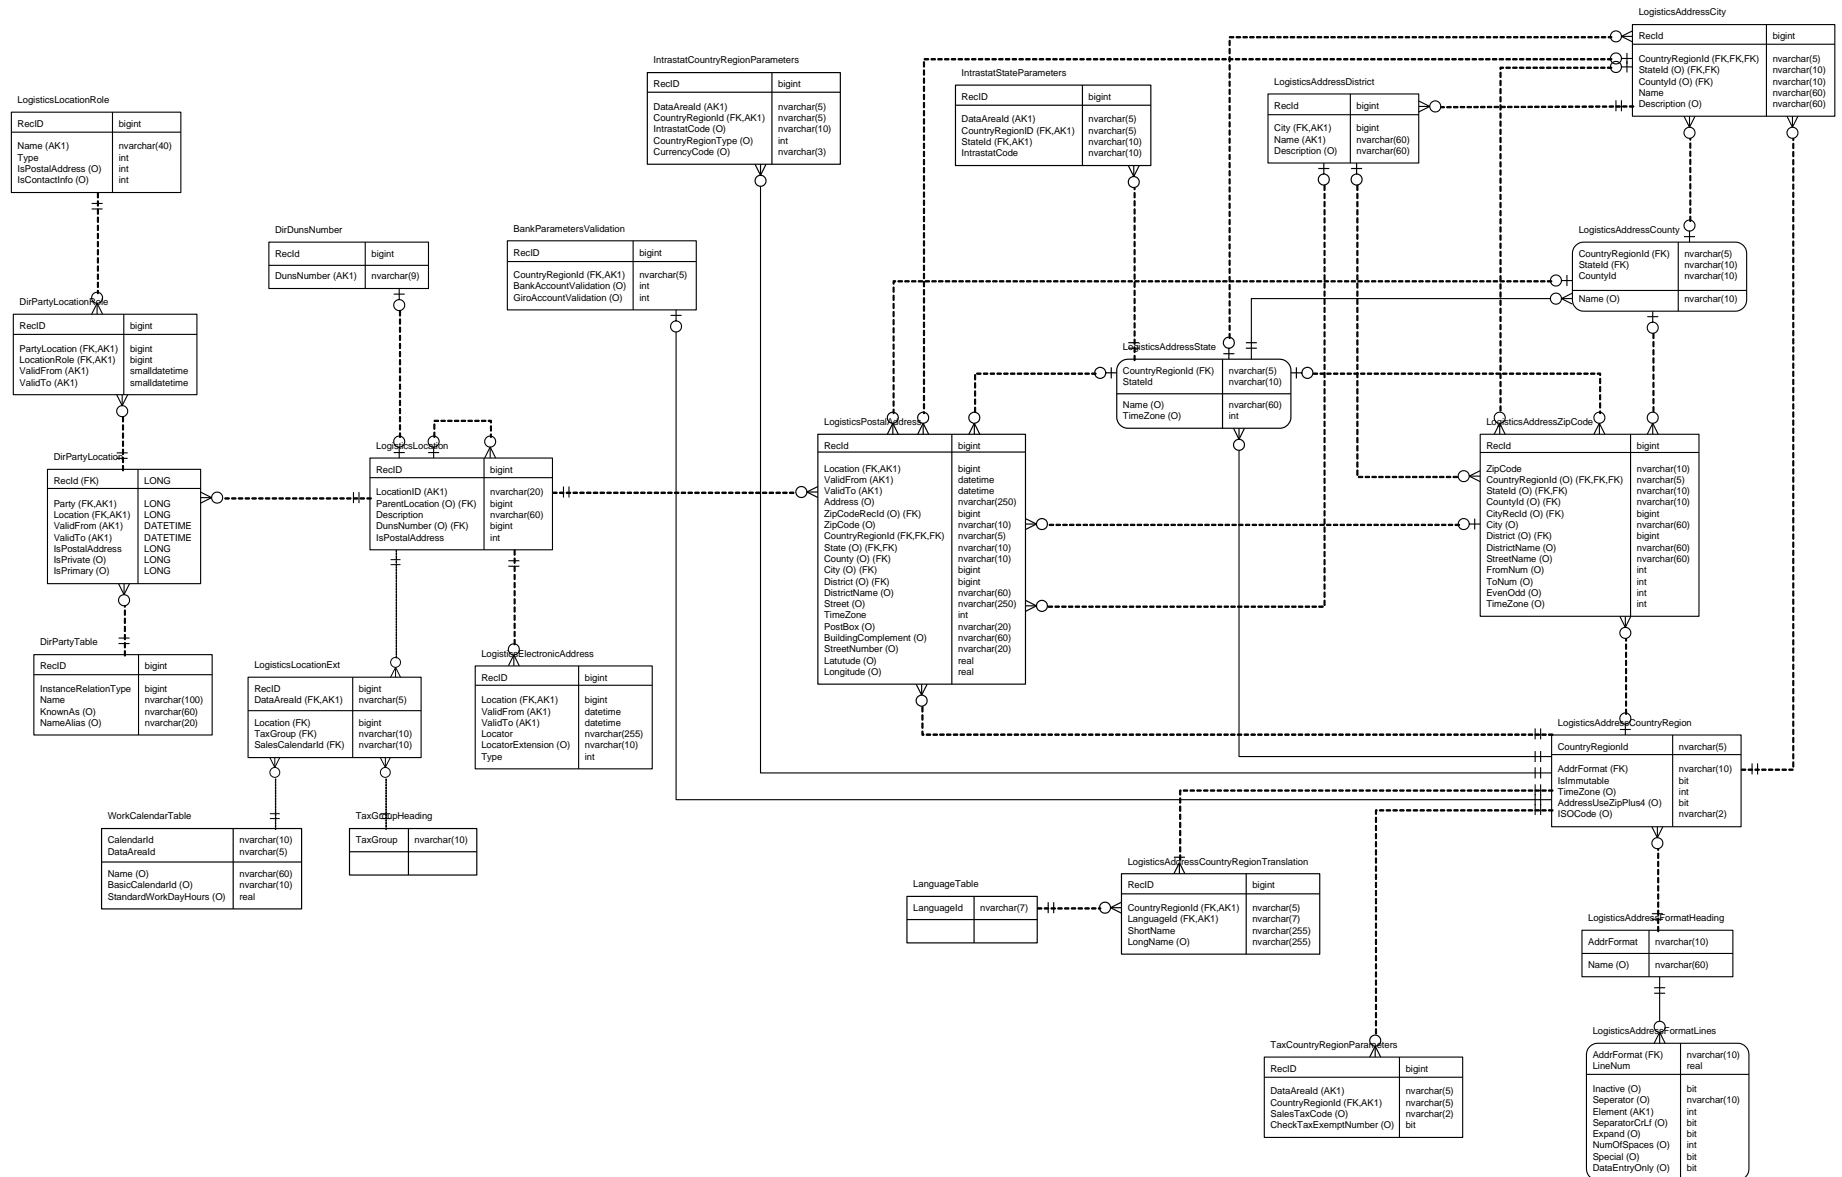 LogisticsLocationRole
RecID bigint
Name (AK1) nvarchar(40)
Type int
IsPostalAddress (O) int
IsContactInfo (O) int
DirPartyLocationRole
RecID bigint
PartyLocation (FK,AK1) bigint
LocationRole (FK,AK1) bigint
ValidFrom (AK1) smalldatetime
ValidTo (AK1) smalldatetime
DirPartyLocation
RecId (FK) LONG
Party (FK,AK1) LONG
Location (FK,AK1) LONG
ValidFrom (AK1) DATETIME
ValidTo (AK1) DATETIME
IsPostalAddress LONG
IsPrivate (O) LONG
IsPrimary (O) LONG
DirPartyTable
RecID bigint
InstanceRelationType bigint
Name nvarchar(100)
KnownAs (O) nvarchar(60)
NameAlias (O) nvarchar(20)
DirDunsNumber
RecId bigint
DunsNumber (AK1) nvarchar(9)
LogisticsLocation
RecID bigint
LocationID (AK1) nvarchar(20)
ParentLocation (O) (FK) bigint
Description nvarchar(60)
DunsNumber (O) (FK) bigint
IsPostalAddress int
LogisticsLocationExt
RecID bigint
DataAreaId (FK,AK1) nvarchar(5)
Location (FK) bigint
TaxGroup (FK) nvarchar(10)
SalesCalendarId (FK) nvarchar(10)
WorkCalendarTable
CalendarId nvarchar(10)
DataAreaId nvarchar(5)
Name (O) nvarchar(60)
BasicCalendarId (O) nvarchar(10)
StandardWorkDayHours (O) real
TaxGroupHeading
TaxGroup nvarchar(10)
LogisticsElectronicAddress
RecID bigint
Location (FK,AK1) bigint
ValidFrom (AK1) datetime
ValidTo (AK1) datetime
Locator nvarchar(255)
LocatorExtension (O) nvarchar(10)
Type int
BankParametersValidation
RecID bigint
CountryRegionId (FK,AK1) nvarchar(5)
BankAccountValidation (O) int
GiroAccountValidation (O) int
IntrastatCountryRegionParameters
RecID bigint
DataAreaId (AK1) nvarchar(5)
CountryRegionId (FK,AK1) nvarchar(5)
IntrastatCode (O) nvarchar(10)
CountryRegionType (O) int
CurrencyCode (O) nvarchar(3)
IntrastatStateParameters
RecID bigint
DataAreaId (AK1) nvarchar(5)
CountryRegionID (FK,AK1) nvarchar(5)
StateId (FK,AK1) nvarchar(10)
IntrastatCode nvarchar(10)
LogisticsAddressDistrict
RecId bigint
City (FK,AK1) bigint
Name (AK1) nvarchar(60)
Description (O) nvarchar(60)
LogisticsAddressCity
RecId bigint
CountryRegionId (FK,FK,FK) nvarchar(5)
StateId (O) (FK,FK) nvarchar(10)
CountyId (O) (FK) nvarchar(10)
Name nvarchar(60)
Description (O) nvarchar(60)
LogisticsAddressCounty
CountryRegionId (FK) nvarchar(5)
StateId (FK) nvarchar(10)
CountyId nvarchar(10)
Name (O) nvarchar(10)
LogisticsAddressState
CountryRegionId (FK) nvarchar(5)
StateId nvarchar(10)
Name (O) nvarchar(60)
TimeZone (O) int
LogisticsPostalAddress
RecId bigint
Location (FK,AK1) bigint
ValidFrom (AK1) datetime
ValidTo (AK1) datetime
Address (O) nvarchar(250)
ZipCodeRecId (O) (FK) bigint
ZipCode (O) nvarchar(10)
CountryRegionId (FK,FK,FK) nvarchar(5)
State (O) (FK,FK) nvarchar(10)
County (O) (FK) nvarchar(10)
City (O) (FK) bigint
District (O) (FK) bigint
DistrictName (O) nvarchar(60)
Street (O) nvarchar(250)
TimeZone int
PostBox (O) nvarchar(20)
BuildingComplement (O) nvarchar(60)
StreetNumber (O) nvarchar(20)
Latutude (O) real
Longitude (O) real
LogisticsAddressZipCode
RecId bigint
ZipCode nvarchar(10)
CountryRegionId (O) (FK,FK,FK) nvarchar(5)
StateId (O) (FK,FK) nvarchar(10)
CountyId (O) (FK) nvarchar(10)
CityRecId (O) (FK) bigint
City (O) nvarchar(60)
District (O) (FK) bigint
DistrictName (O) nvarchar(60)
StreetName (O) nvarchar(60)
FromNum (O) int
ToNum (O) int
EvenOdd (O) int
TimeZone (O) int
LogisticsAddressCountryRegion
CountryRegionId nvarchar(5)
AddrFormat (FK) nvarchar(10)
IsImmutable bit
TimeZone (O) int
AddressUseZipPlus4 (O) bit
ISOCode (O) nvarchar(2)
LogisticsAddressCountryRegionTranslation
RecID bigint
CountryRegionId (FK,AK1) nvarchar(5)
LanguageId (FK,AK1) nvarchar(7)
ShortName nvarchar(255)
LongName (O) nvarchar(255)
LanguageTable
LanguageId nvarchar(7)
LogisticsAddressFormatHeading
AddrFormat nvarchar(10)
Name (O) nvarchar(60)
TaxCountryRegionParameters
RecID bigint
DataAreaId (AK1) nvarchar(5)
CountryRegionId (FK,AK1) nvarchar(5)
SalesTaxCode (O) nvarchar(2)
CheckTaxExemptNumber (O) bit
LogisticsAddressFormatLines
AddrFormat (FK) nvarchar(10)
LineNum real
Inactive (O) bit
Seperator (O) nvarchar(10)
Element (AK1) int
SeparatorCrLf (O) bit
Expand (O) bit
NumOfSpaces (O) int
Special (O) bit
DataEntryOnly (O) bit